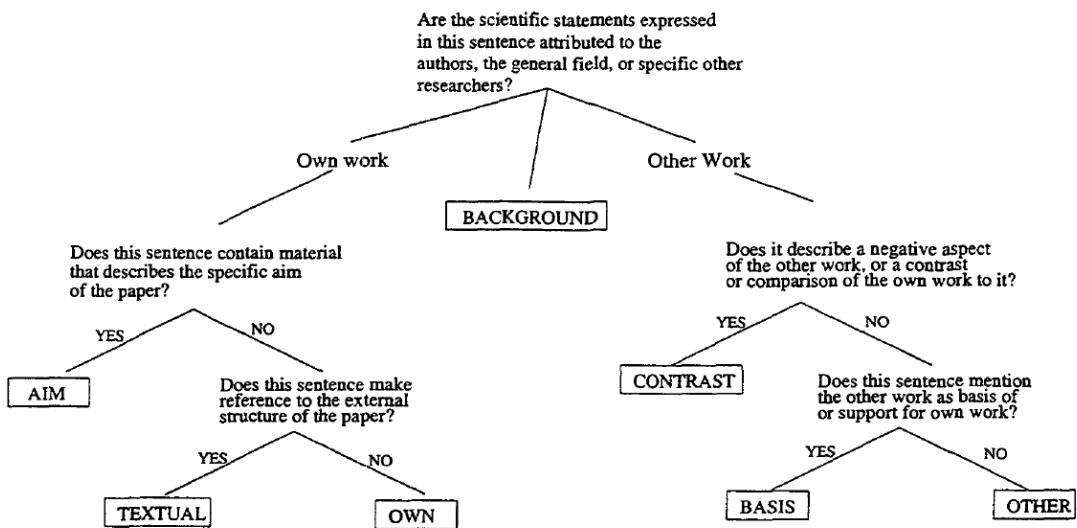 Are the scientific statements expressed
in this sentence attributed to the
authors, the general field, or specific other
researchers?
Own work
Other Work
BACKGROUND
Does this sentence contain material
that describes the specific aim
of the paper?
Does it describe a negative aspect
of the other work, or a contrast
or comparison of the own work to it?
YES
NO
YES
NO
AIM
CONTRAST
Does this sentence make
reference to the external
structure of the paper?
Does this sentence mention
the other work as basis of
or support for own work?
YES
NO
YES
NO
TEXTUAL
OWN
BASIS
OTHER